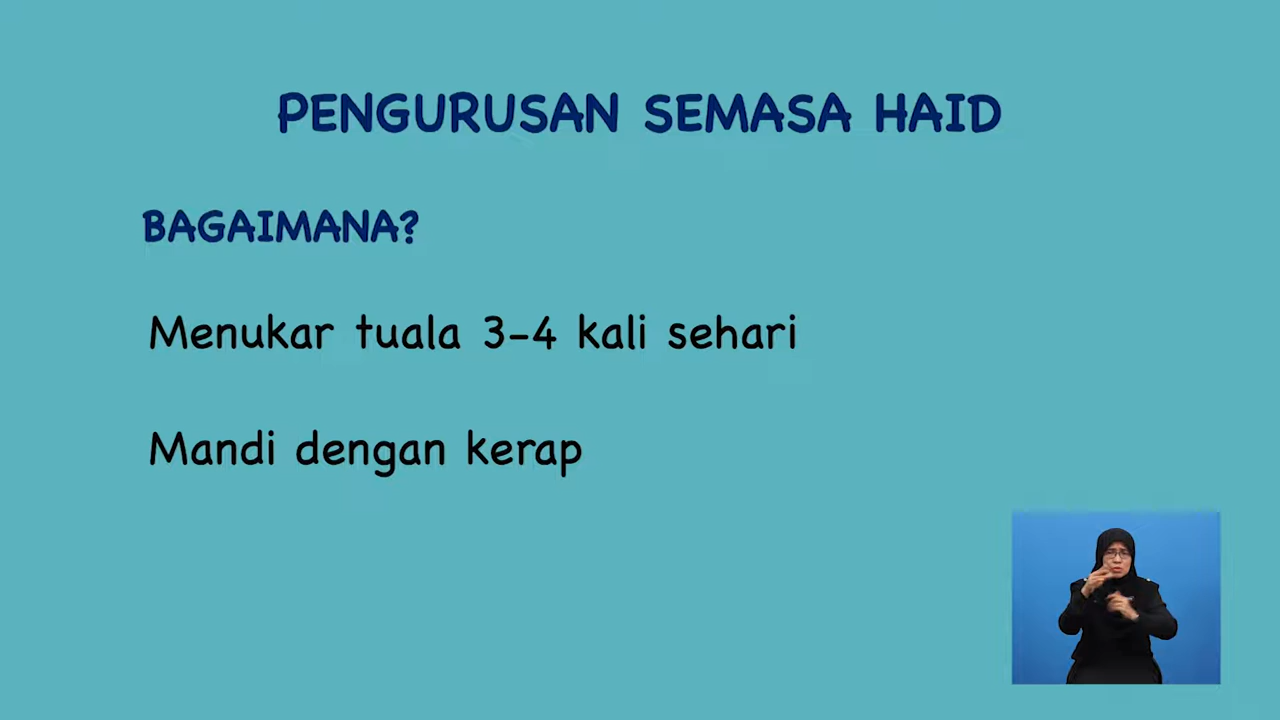 PENGURUSAN SEMASA HAID
BAGAIMANA?
Menukar tuala 3-4 kali sehari
Mandi dengan kerap